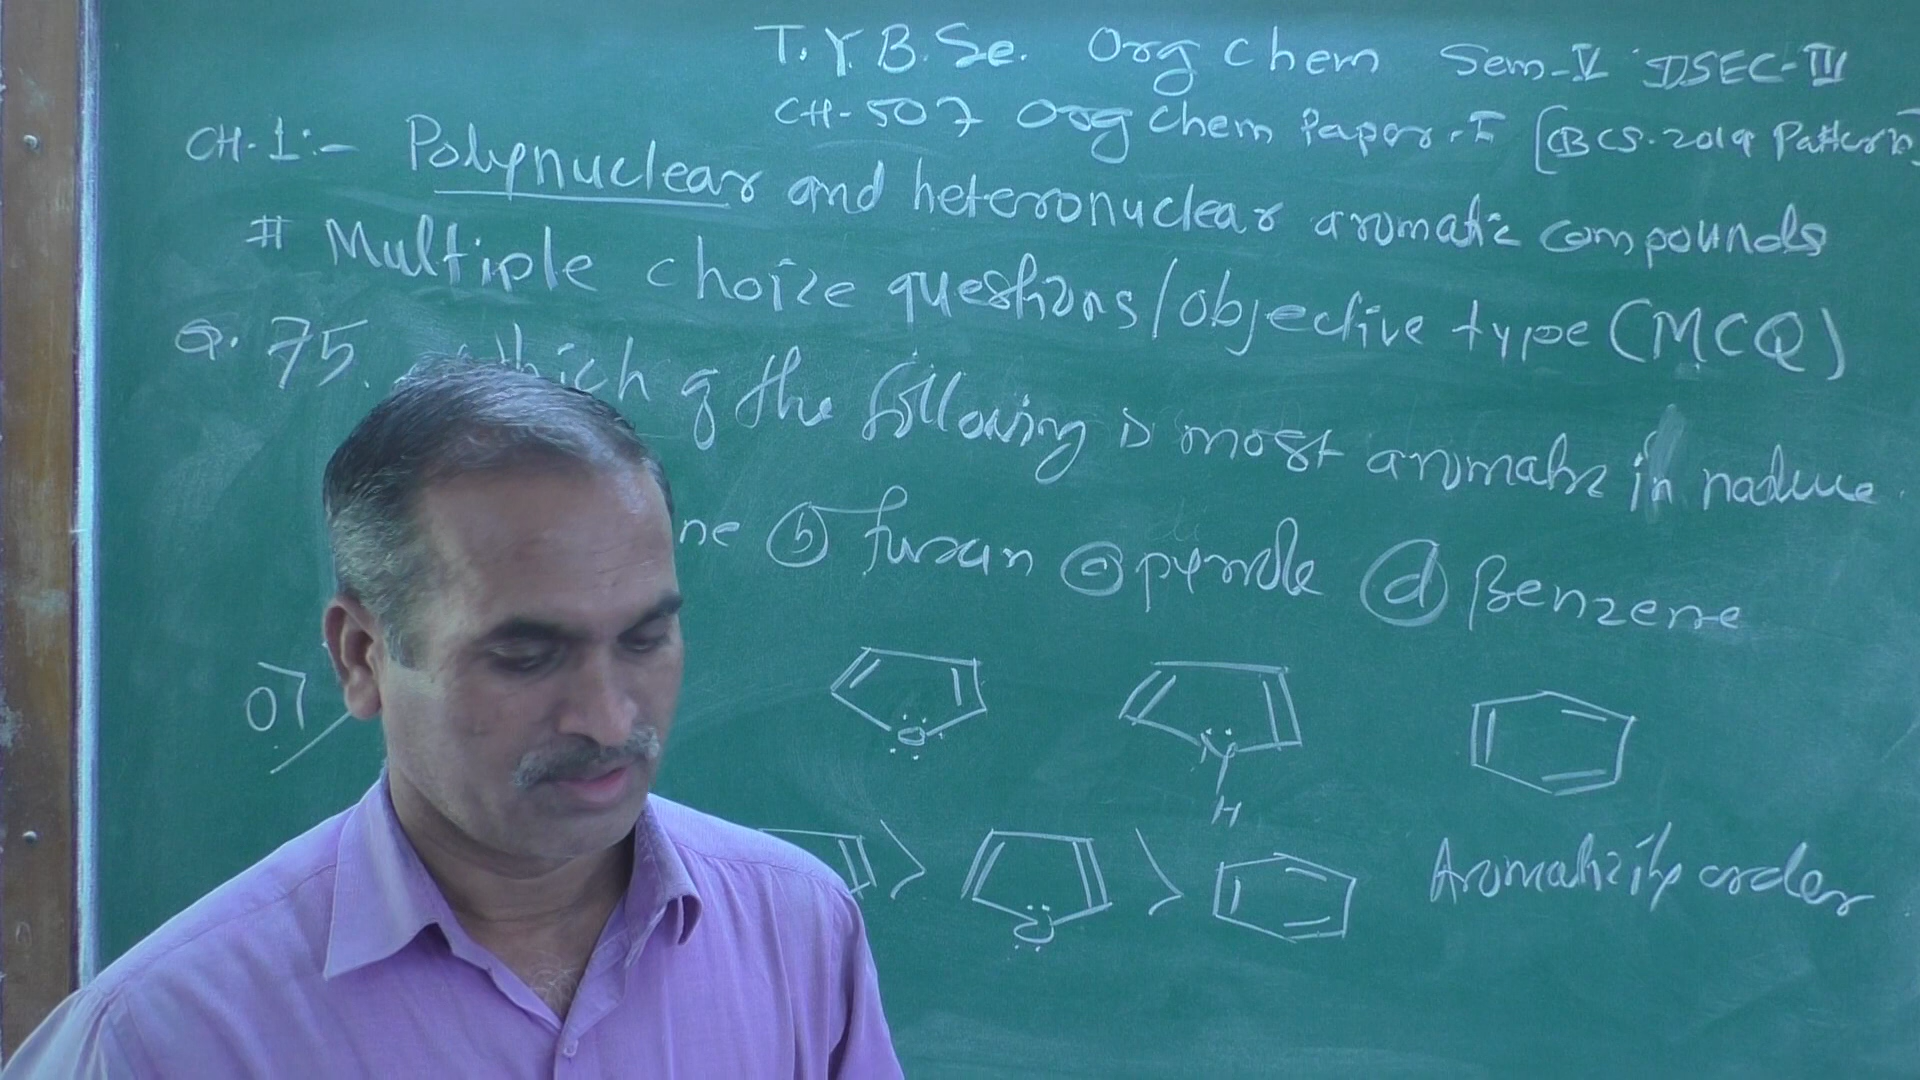 T.Y.B.Sc. Org Chem Sem-V DSEC-III
CH-507 Org Chem Paper-I [CBCS-2019 Pattern]
CH.1:- Polynuclear and heteronuclear aromatic compounds
# Multiple choice questions/objective type (MCQ)
Q. 75. which of the following is most aromatic in nature
ne (b) furan (c) pyrrole (d) Benzene
O
N
H
> > Aromaticity order
O